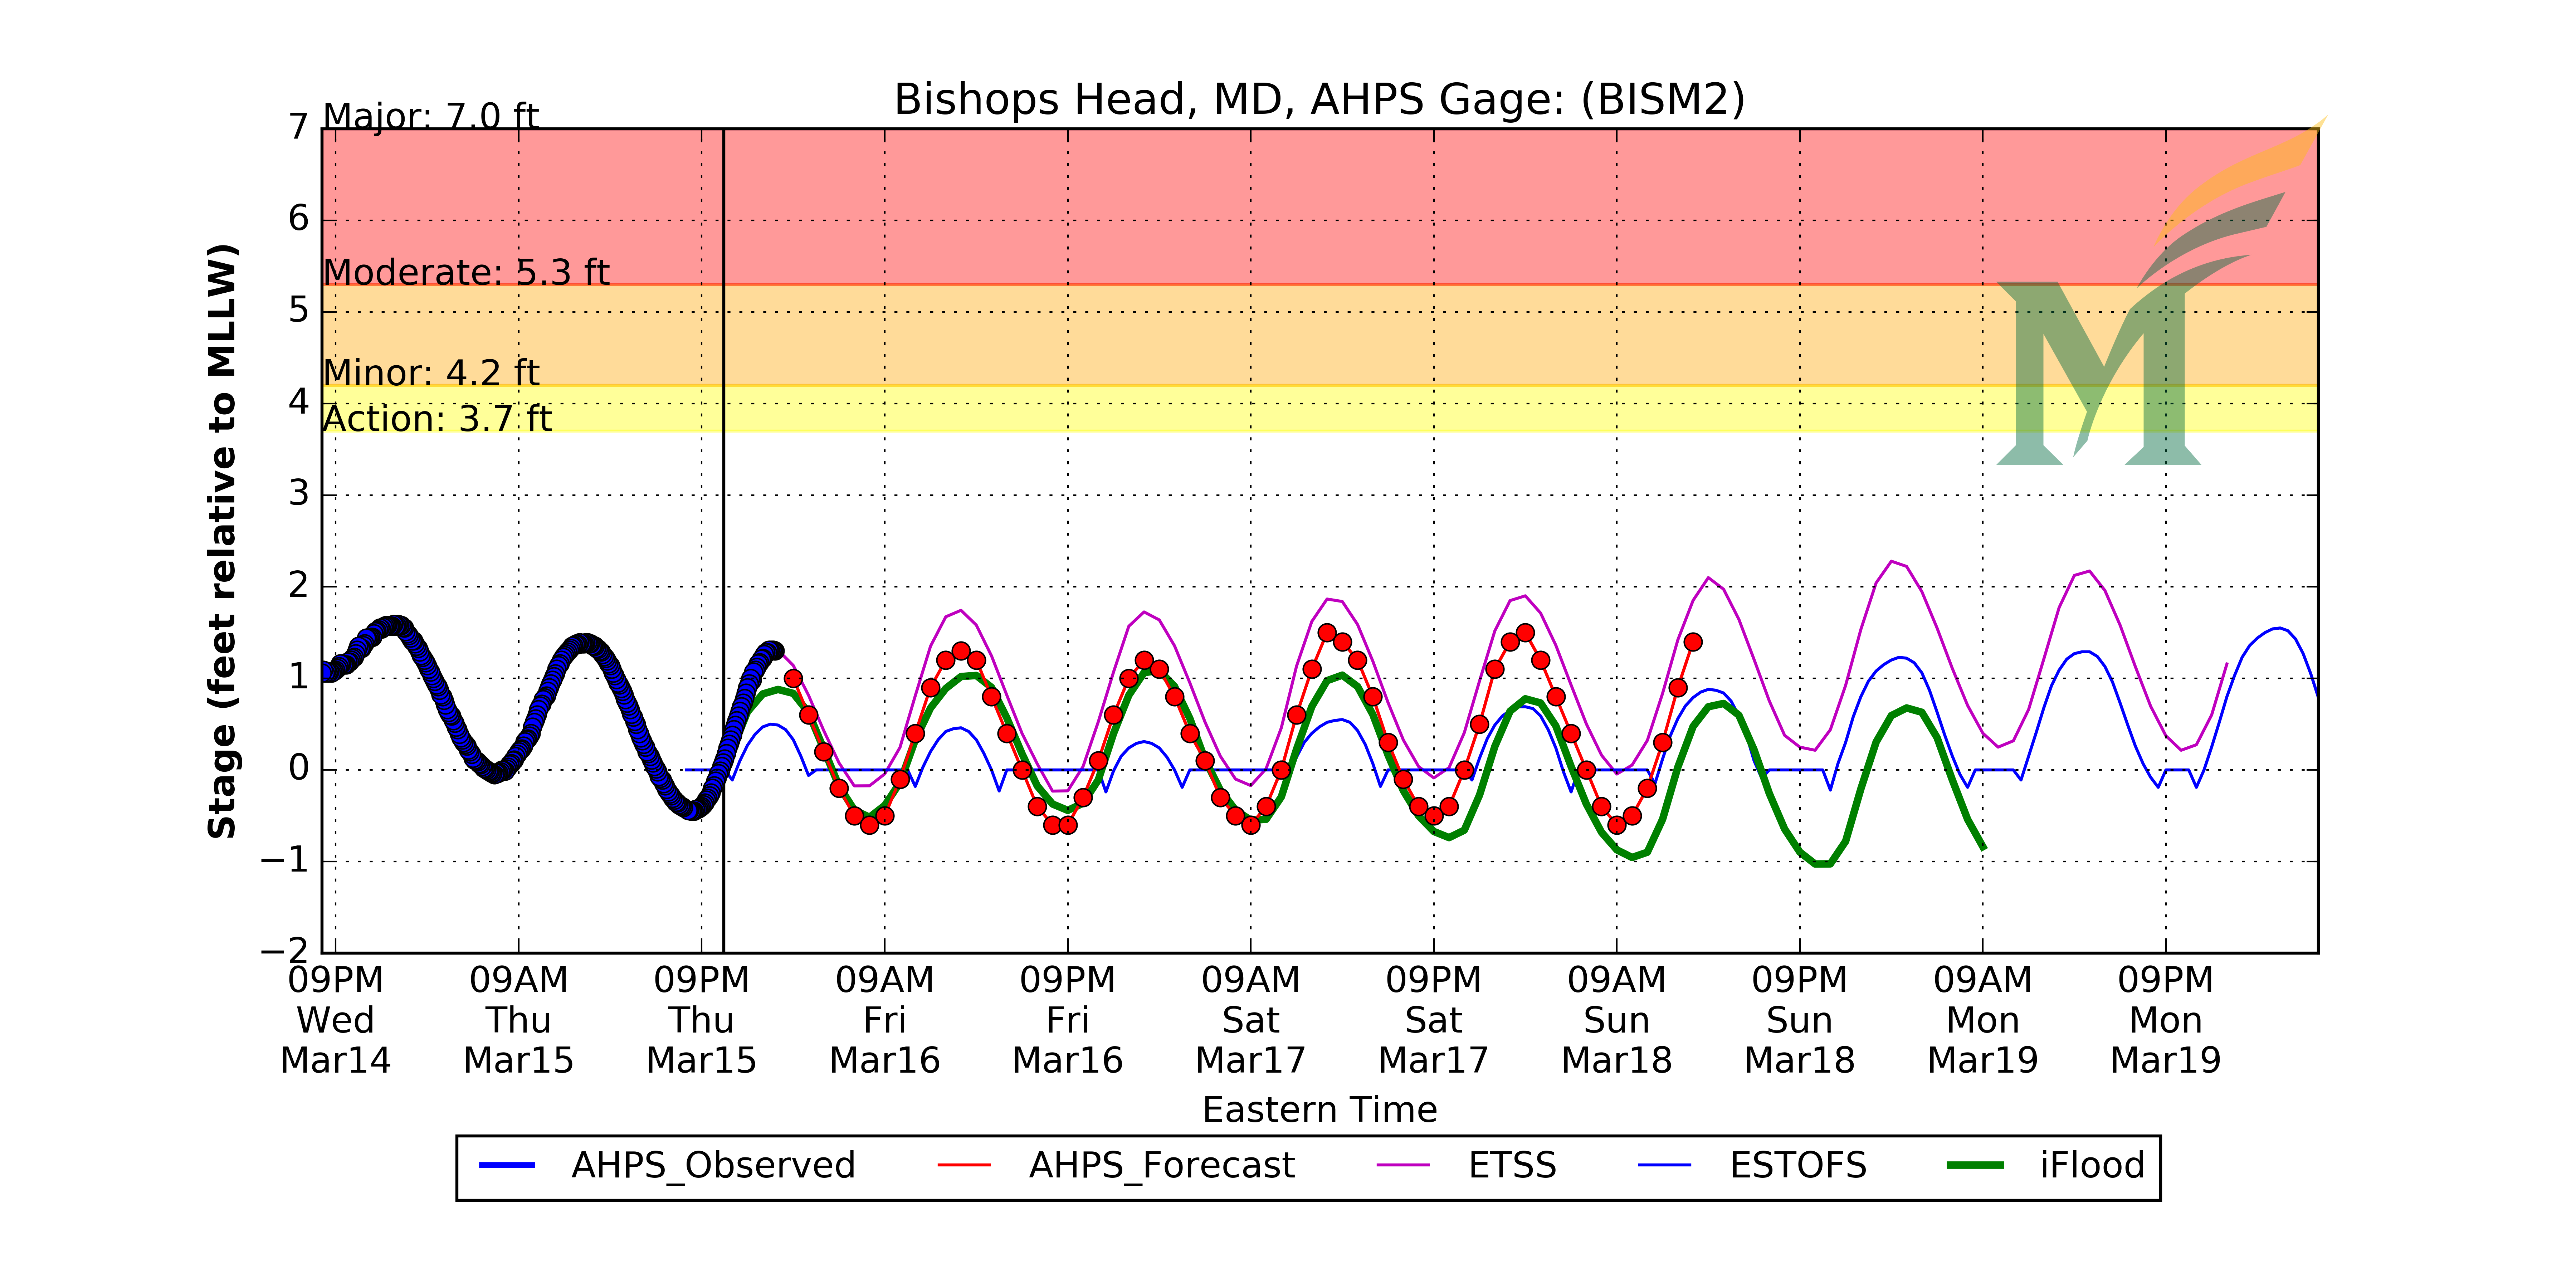 Bishops Head, MD, AHPS Gage: (BISM2)
Stage (feet relative to MLLW)
7
6
5
4
3
2
1
0
−1
−2
Major: 7.0 ft
Moderate: 5.3 ft
Minor: 4.2 ft
Action: 3.7 ft
M
09PM Wed Mar14
09AM Thu Mar15
09PM Thu Mar15
09AM Fri Mar16
09PM Fri Mar16
09AM Sat Mar17
09PM Sat Mar17
09AM Sun Mar18
09PM Sun Mar18
09AM Mon Mar19
09PM Mon Mar19
Eastern Time
AHPS_Observed
AHPS_Forecast
ETSS
ESTOFS
iFlood